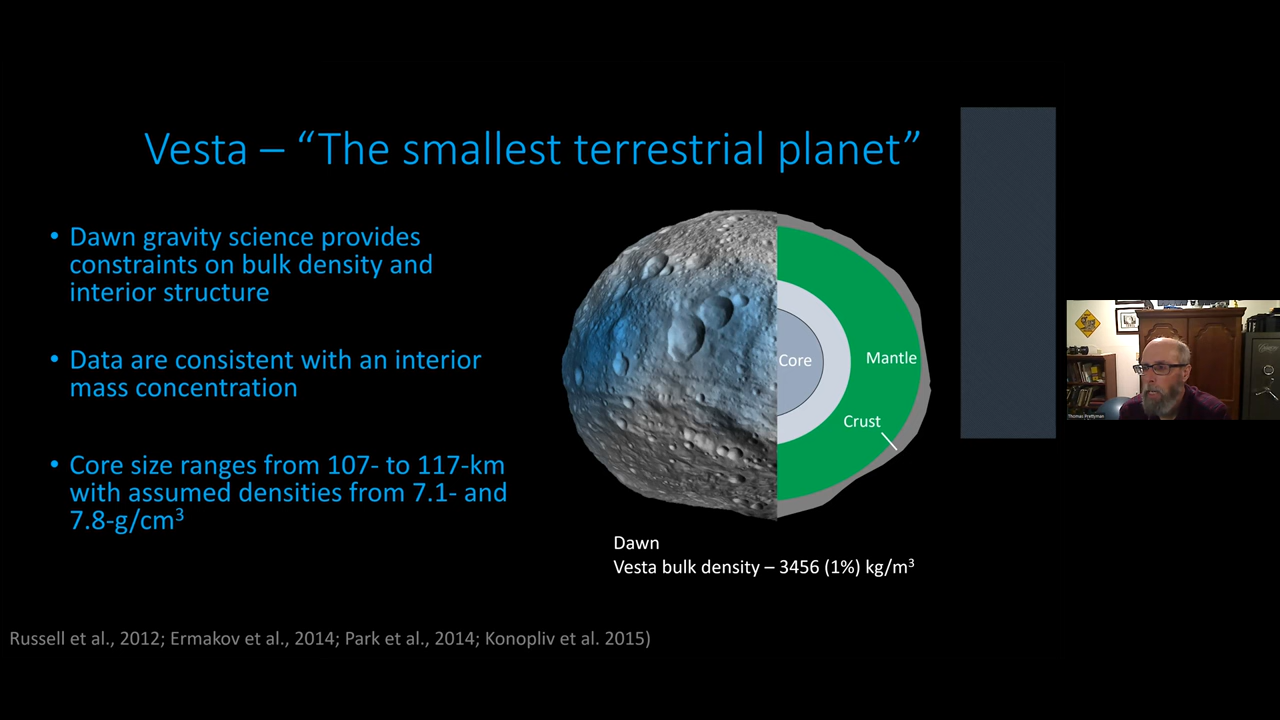 Vesta – “The smallest terrestrial planet”
• Dawn gravity science provides
constraints on bulk density and
interior structure
• Data are consistent with an interior
mass concentration
• Core size ranges from 107- to 117-km
with assumed densities from 7.1- and
7.8-g/cm³
Core
Mantle
Crust
Dawn
Vesta bulk density – 3456 (1%) kg/m³
Russell et al., 2012; Ermakov et al., 2014; Park et al., 2014; Konopliv et al. 2015)
Thomas Prettyman